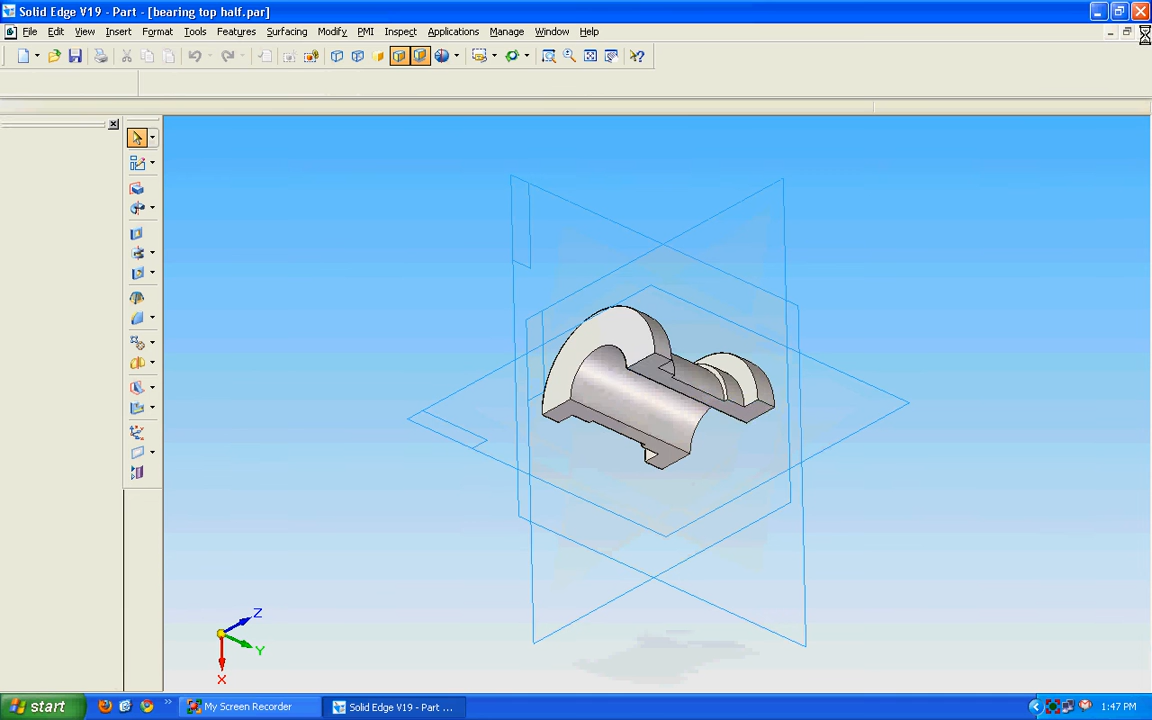 Solid Edge V19 - Part - [bearing top half.par]
File Edit View Insert Format Tools Features Surfacing Modify PMI Inspect Applications Manage Window Help
Z
Y
X
start My Screen Recorder Solid Edge V19 - Part ... 1:47 PM